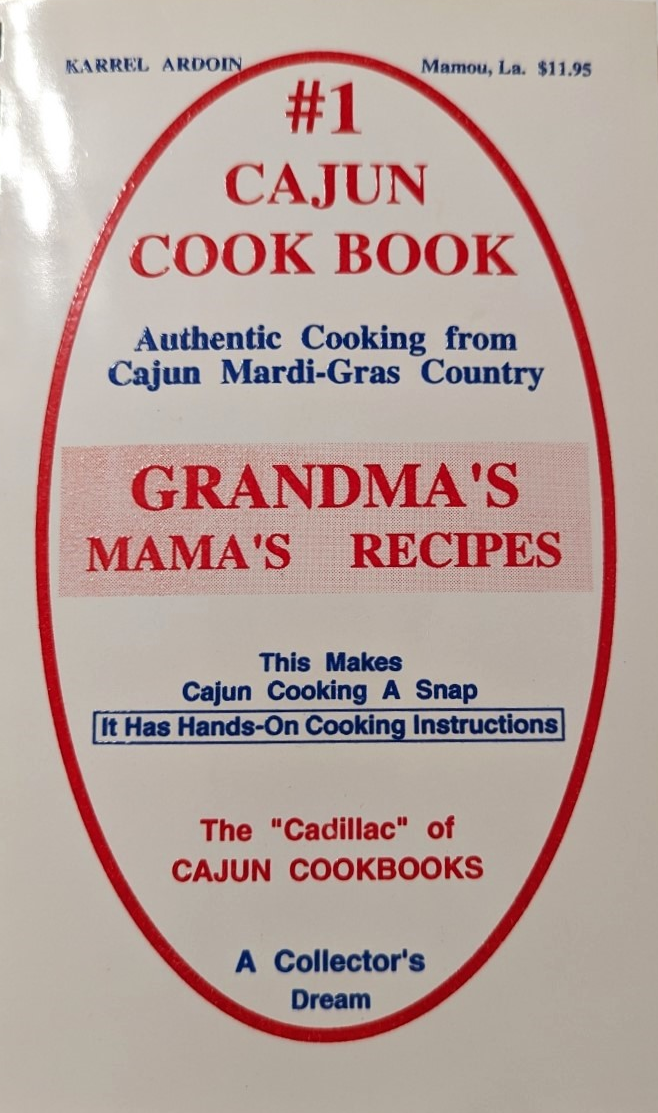 KARREL ARDOIN
Mamou, La. $11.95
#1
CAJUN
COOK BOOK
Authentic Cooking from
Cajun Mardi-Gras Country
GRANDMA'S
MAMA'S RECIPES
This Makes
Cajun Cooking A Snap
It Has Hands-On Cooking Instructions
The "Cadillac" of
CAJUN COOKBOOKS
A Collector's
Dream